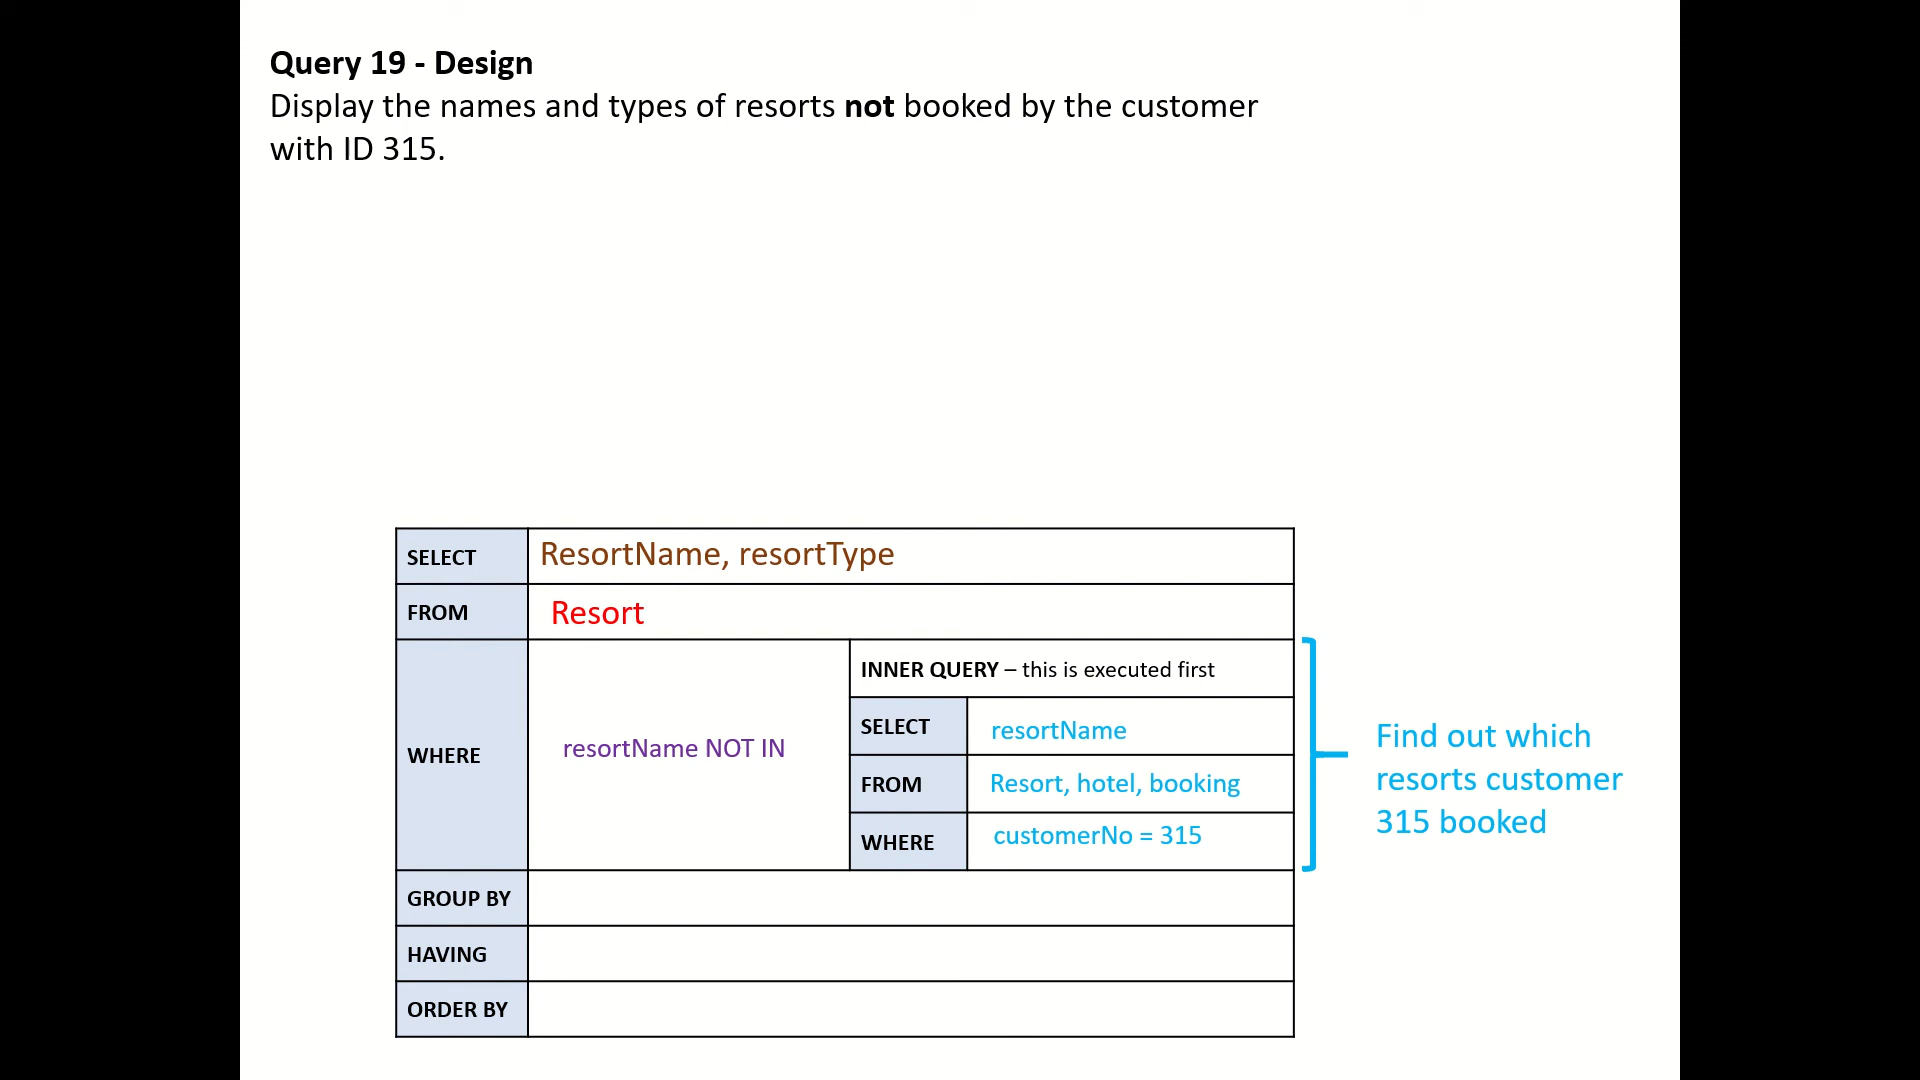 Query 19 - Design
Display the names and types of resorts not booked by the customer
with ID 315.
SELECT
ResortName, resortType
FROM
Resort
WHERE
resortName NOT IN
INNER QUERY – this is executed first
SELECT
resortName
FROM
Resort, hotel, booking
WHERE
customerNo = 315
Find out which
resorts customer
315 booked
GROUP BY
HAVING
ORDER BY